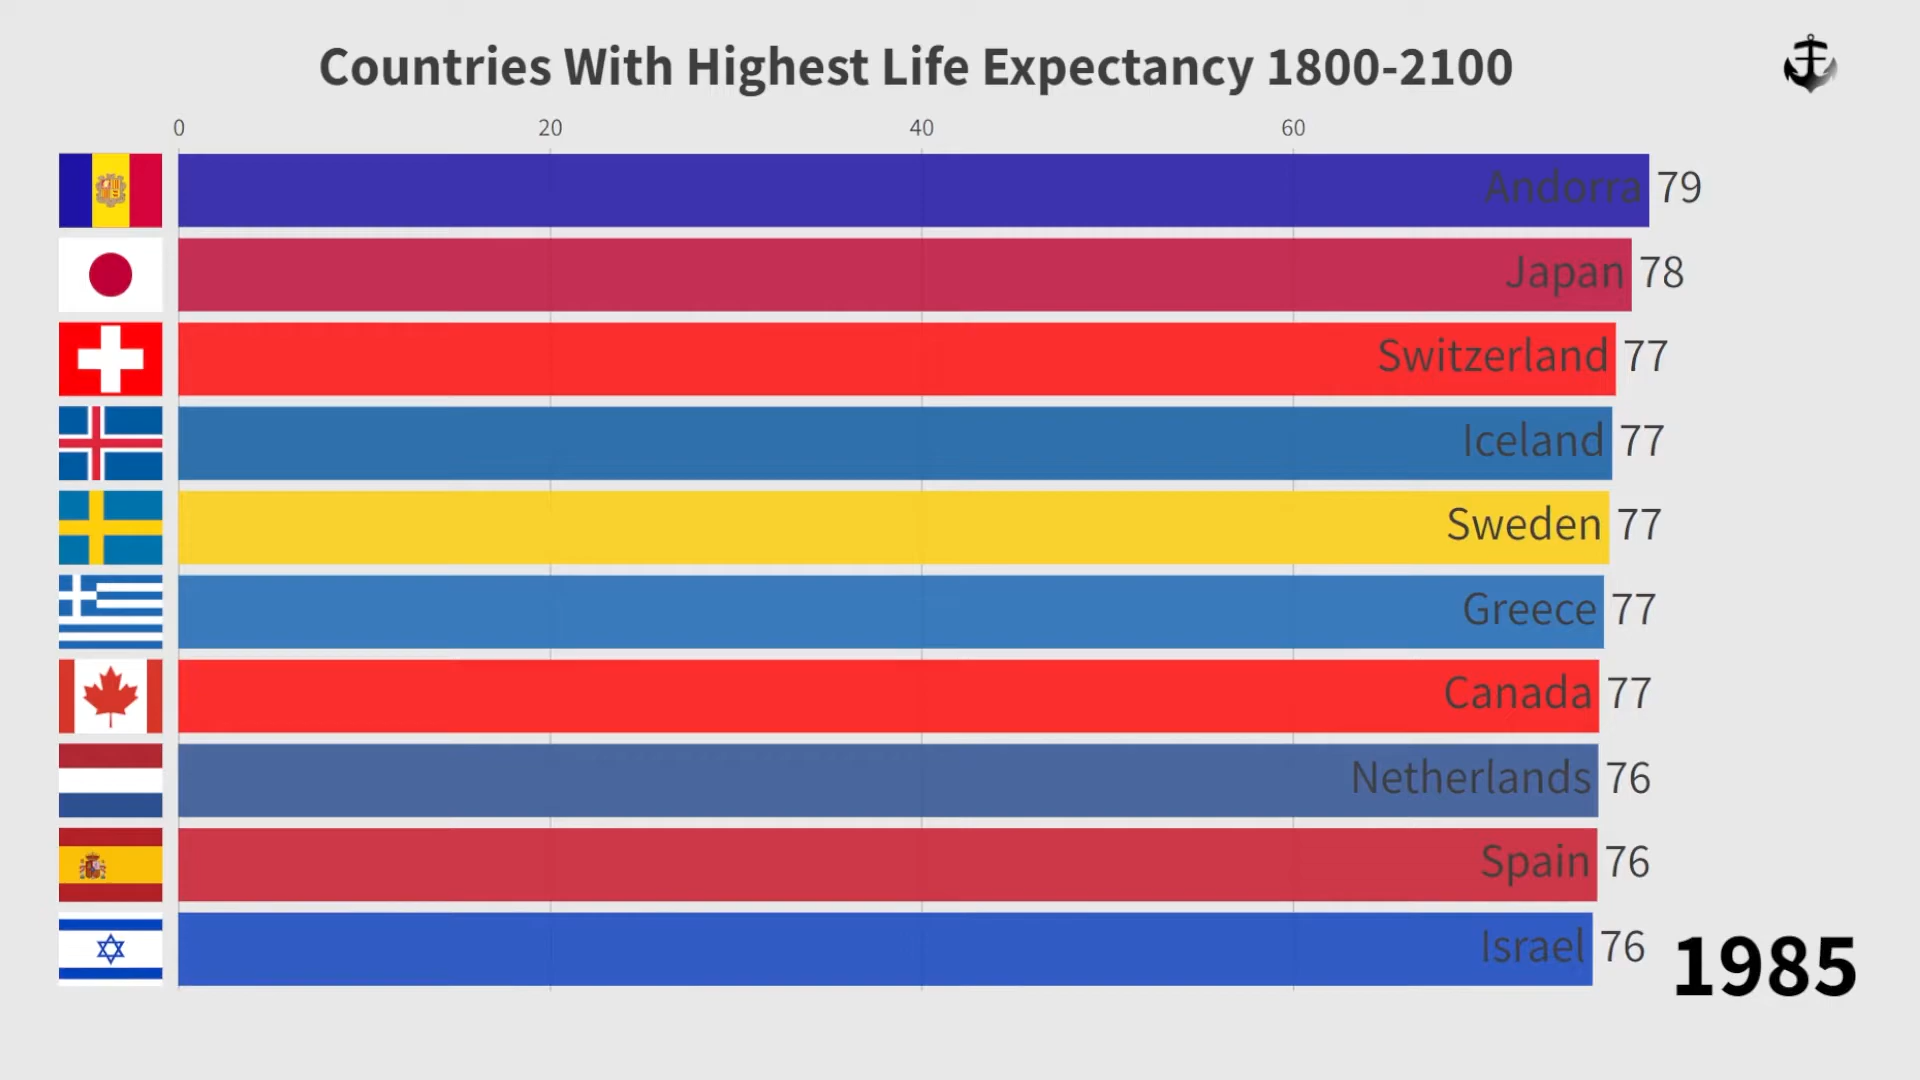 Countries With Highest Life Expectancy 1800-2100
0 20 40 60
Andorra 79
Japan 78
Switzerland 77
Iceland 77
Sweden 77
Greece 77
Canada 77
Netherlands 76
Spain 76
Israel 76
1985